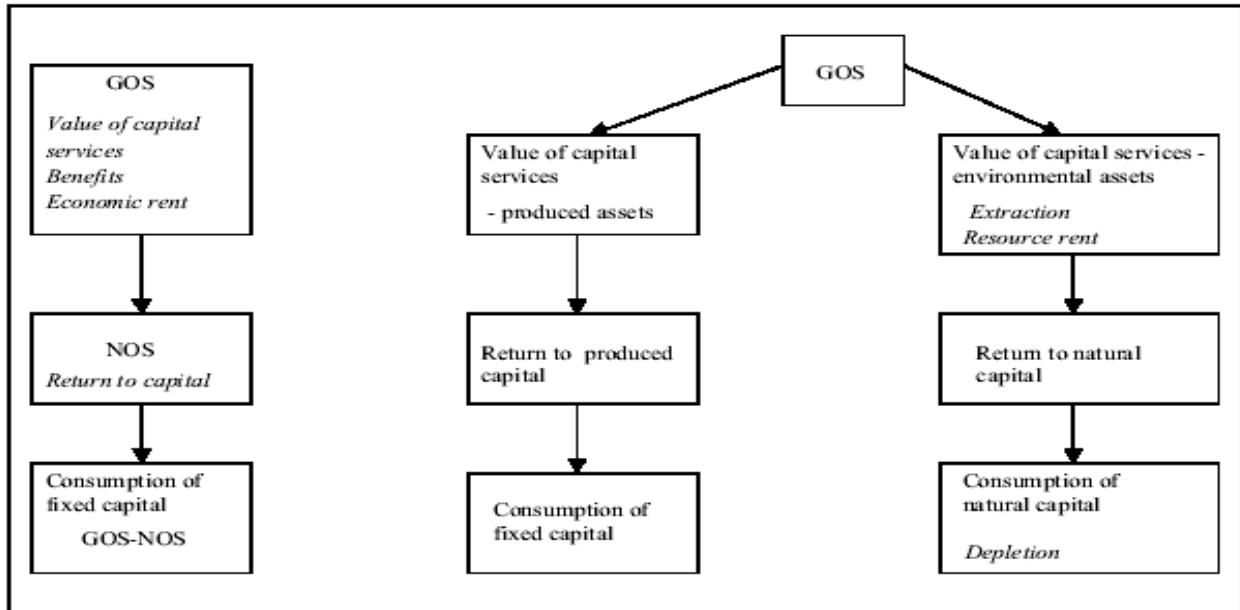 GOS
Value of capital
services
Benefits
Economic rent
NOS
Return to capital
Consumption of
fixed capital
GOS-NOS
GOS
Value of capital
services
- produced assets
Return to produced
capital
Consumption of
fixed capital
Value of capital services -
environmental assets
Extraction
Resource rent
Return to natural
capital
Consumption of
natural capital
Depletion